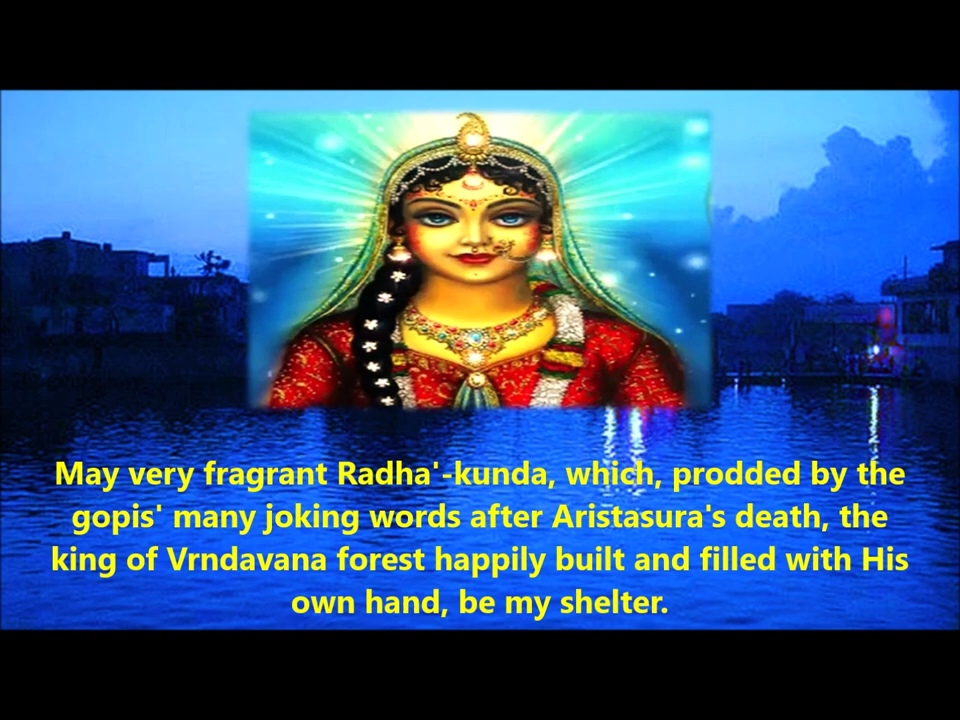 May very fragrant Radha'-kunda, which, prodded by the
gopis' many joking words after Aristasura's death, the
king of Vrndavana forest happily built and filled with His
own hand, be my shelter.